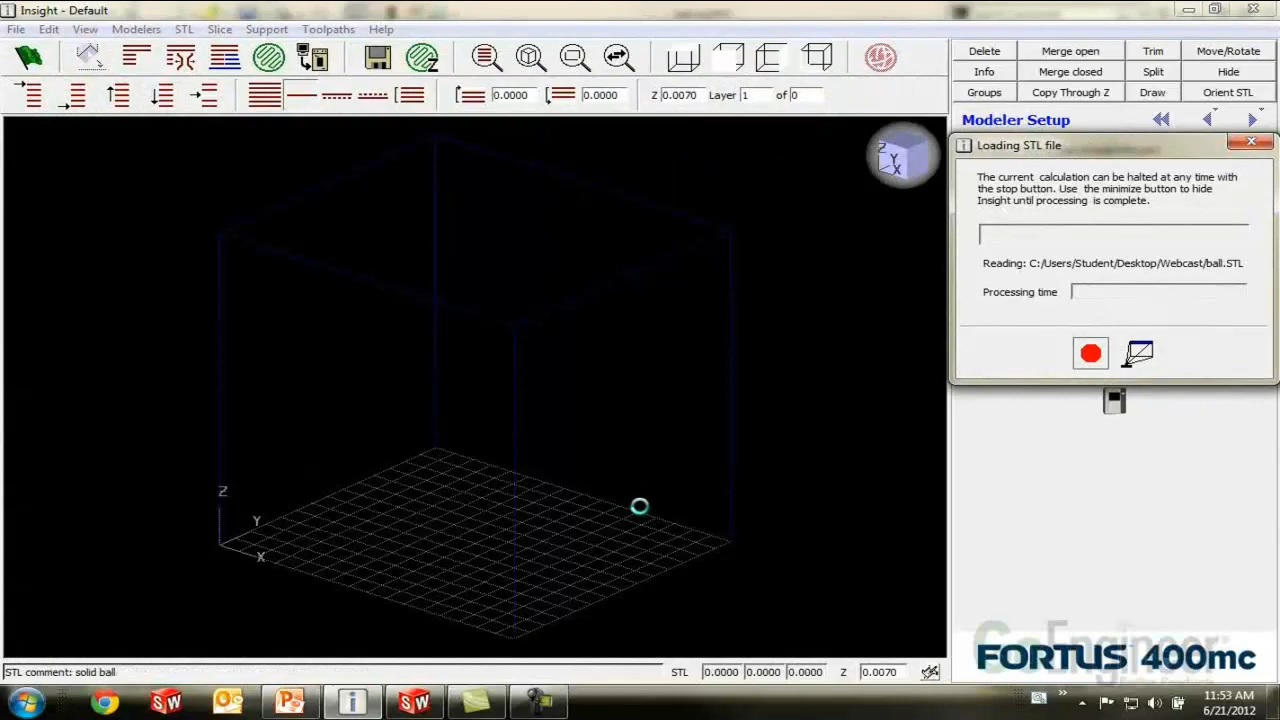 Insight - Default
File Edit View Modelers STL Slice Support Toolpaths Help
Delete Merge open Trim Move/Rotate
Info Merge closed Split Hide
Groups Copy Through Z Draw Orient STL
0.0000 0.0000 Z 0.0070 Layer 1 of 0
Modeler Setup
Loading STL file
The current calculation can be halted at any time with
the stop button. Use the minimize button to hide
Insight until processing is complete.
Reading: C:/Users/Student/Desktop/Webcast/ball.STL
Processing time
Z
Y
X
Z
Y
X
GoEngineer
FORTUS 400mc
STL comment: solid ball
STL 0.0000 0.0000 0.0000 Z 0.0070
11:53 AM
6/21/2012